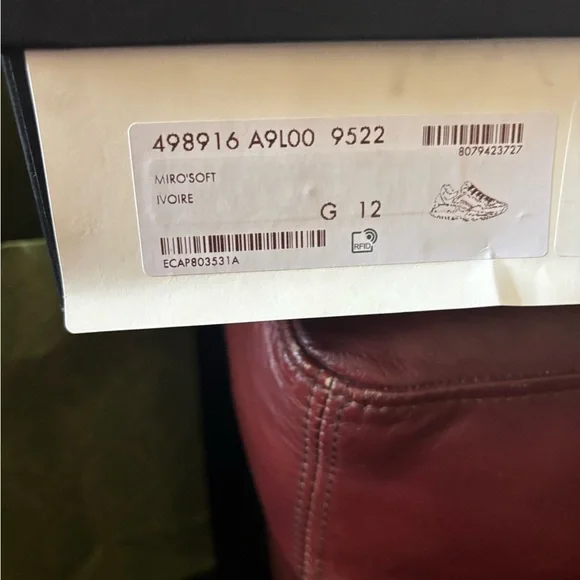 498916 A9L00 9522
8079423727
MIRO'SOFT
IVOIRE
G 12
ECAP803531A
RFID